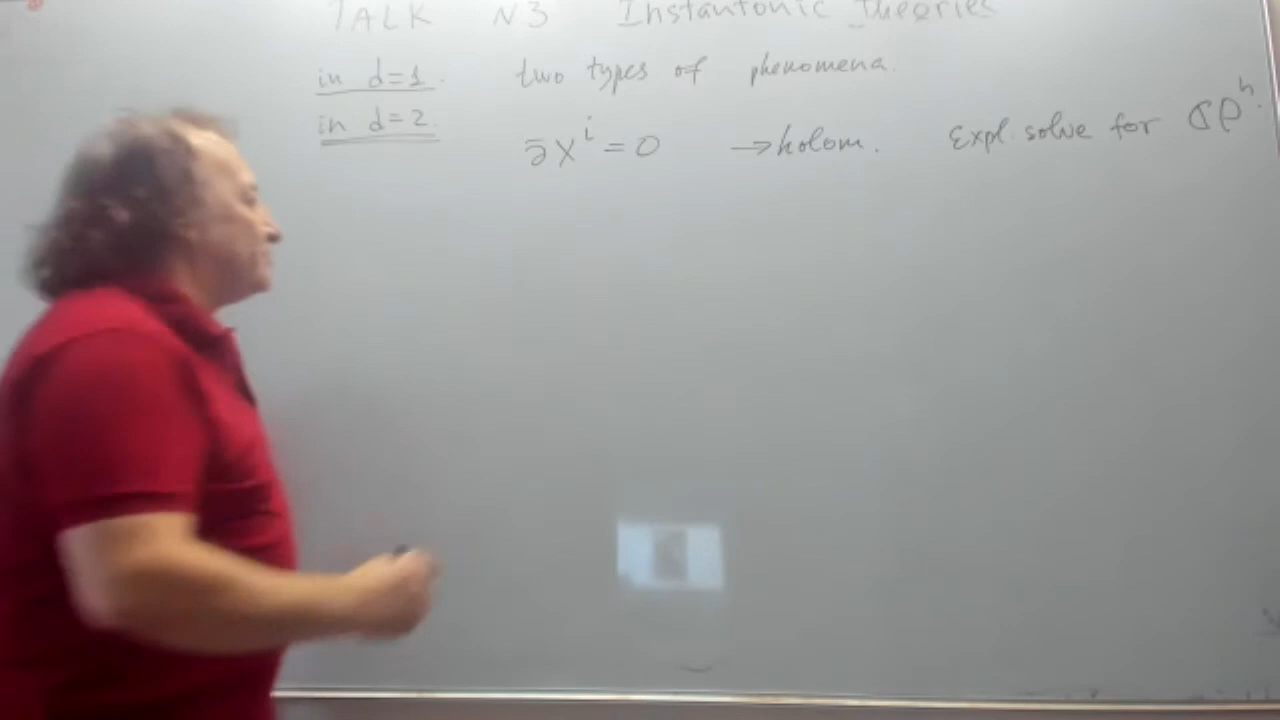 TALK N3 Instantonic Theories
in d=1. two types of phenomena.
in d=2. ∂̄X^i = 0 → holom. Expl. solve for ℂP^n.